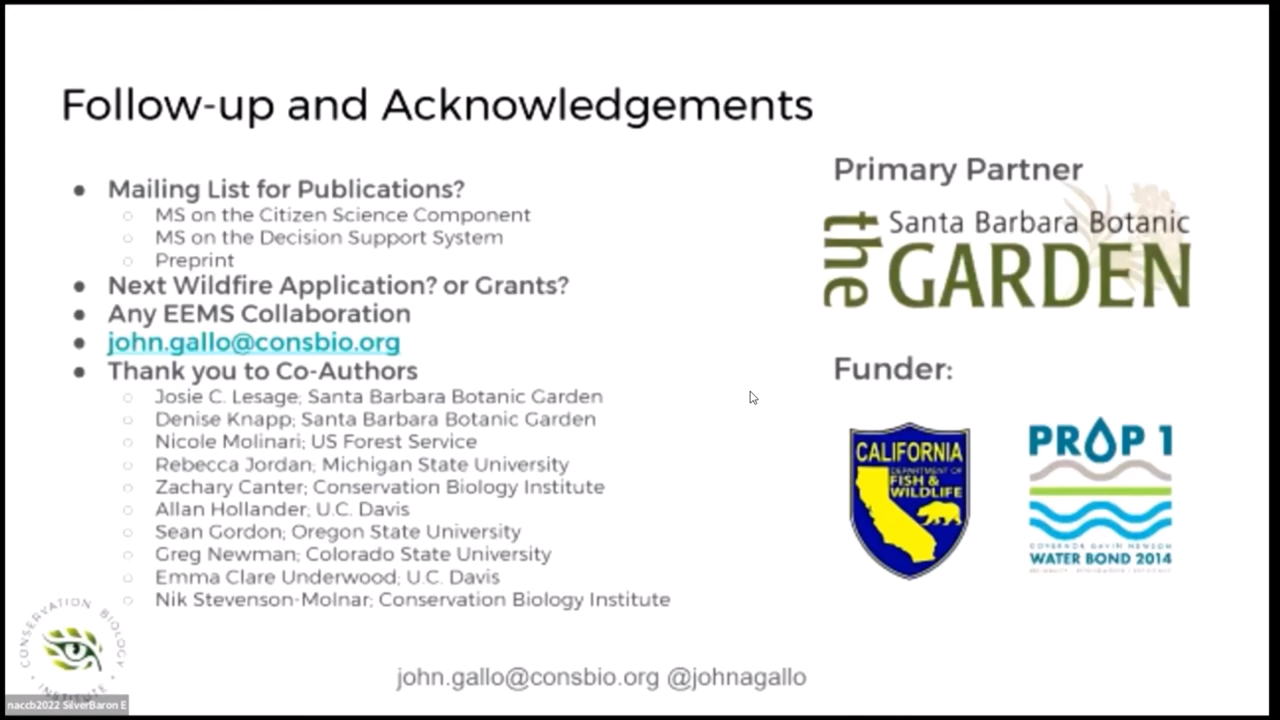 Follow-up and Acknowledgements
● Mailing List for Publications?
○ MS on the Citizen Science Component
○ MS on the Decision Support System
○ Preprint
● Next Wildfire Application? or Grants?
● Any EEMS Collaboration
● john.gallo@consbio.org
● Thank you to Co-Authors
○ Josie C. Lesage; Santa Barbara Botanic Garden
○ Denise Knapp; Santa Barbara Botanic Garden
○ Nicole Molinari; US Forest Service
○ Rebecca Jordan; Michigan State University
○ Zachary Canter; Conservation Biology Institute
○ Allan Hollander; U.C. Davis
○ Sean Gordon; Oregon State University
○ Greg Newman; Colorado State University
○ Emma Clare Underwood; U.C. Davis
○ Nik Stevenson-Molnar; Conservation Biology Institute
Primary Partner
the Santa Barbara Botanic
GARDEN
Funder:
CALIFORNIA
DEPARTMENT OF
FISH &
WILDLIFE
PROP 1
GOVERNOR GAVIN NEWSOM
WATER BOND 2014
CONSERVATION BIOLOGY
INSTITUTE
john.gallo@consbio.org @johnagallo
naccb2022 SilverBaron E